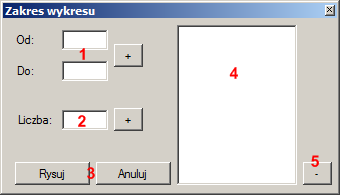 Zakres wykresu
Od:
1
+
Do:
Liczba:
2
+
Rysuj
3
Anuluj
4
5
-